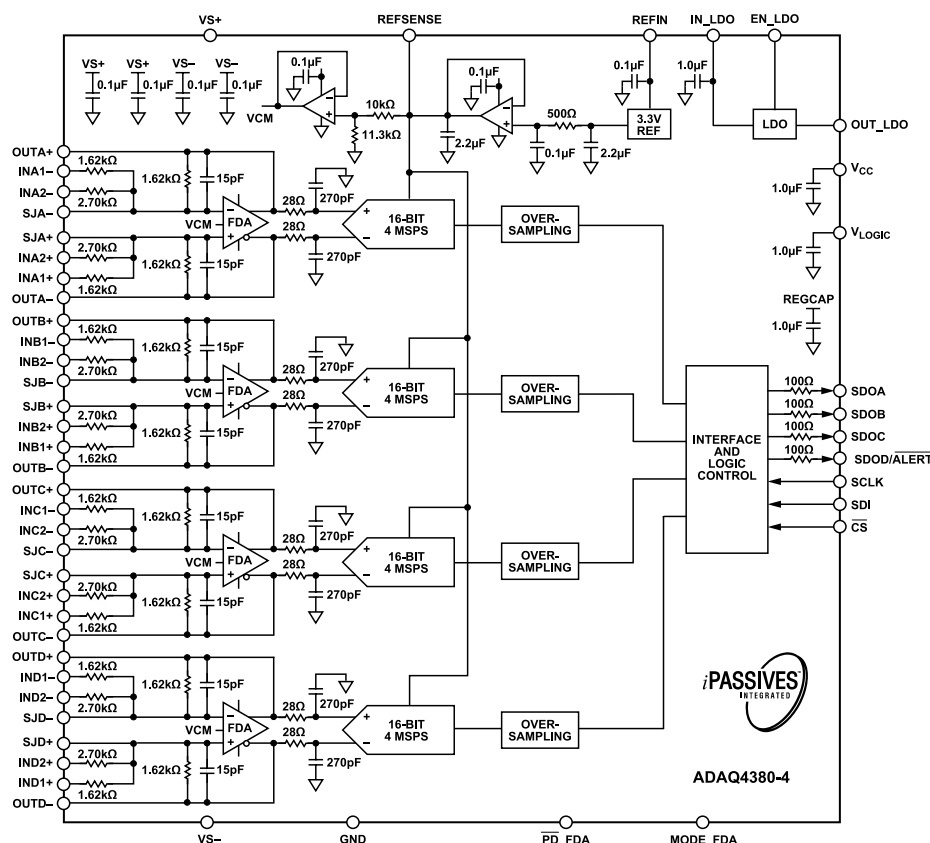 VS+
REFSENSE
REFIN
IN_LDO
EN_LDO
VS+
VS+
VS–
VS–
0.1µF
0.1µF
0.1µF
0.1µF
0.1µF
VCM
10kΩ
11.3kΩ
0.1µF
2.2µF
500Ω
0.1µF
2.2µF
0.1µF
3.3V
REF
1.0µF
LDO
OUT_LDO
VCC
1.0µF
VLOGIC
1.0µF
REGCAP
1.0µF
OUTA+
INA1–
INA2–
SJA–
SJA+
INA2+
INA1+
OUTA–
1.62kΩ
2.70kΩ
2.70kΩ
1.62kΩ
1.62kΩ
1.62kΩ
15pF
15pF
VCM
FDA
28Ω
28Ω
270pF
270pF
16-BIT
4 MSPS
OVER-
SAMPLING
OUTB+
INB1–
INB2–
SJB–
SJB+
INB2+
INB1+
OUTB–
1.62kΩ
2.70kΩ
2.70kΩ
1.62kΩ
1.62kΩ
1.62kΩ
15pF
15pF
VCM
FDA
28Ω
28Ω
270pF
270pF
16-BIT
4 MSPS
OVER-
SAMPLING
OUTC+
INC1–
INC2–
SJC–
SJC+
INC2+
INC1+
OUTC–
1.62kΩ
2.70kΩ
2.70kΩ
1.62kΩ
1.62kΩ
1.62kΩ
15pF
15pF
VCM
FDA
28Ω
28Ω
270pF
270pF
16-BIT
4 MSPS
OVER-
SAMPLING
OUTD+
IND1–
IND2–
SJD–
SJD+
IND2+
IND1+
OUTD–
1.62kΩ
2.70kΩ
2.70kΩ
1.62kΩ
1.62kΩ
1.62kΩ
15pF
15pF
VCM
FDA
28Ω
28Ω
270pF
270pF
16-BIT
4 MSPS
OVER-
SAMPLING
INTERFACE
AND
LOGIC
CONTROL
100Ω
100Ω
100Ω
100Ω
SDOA
SDOB
SDOC
SDOD/ALERT
SCLK
SDI
CS
iPASSIVES™
INTEGRATED
ADAQ4380-4
VS–
GND
PD_FDA
MODE_FDA